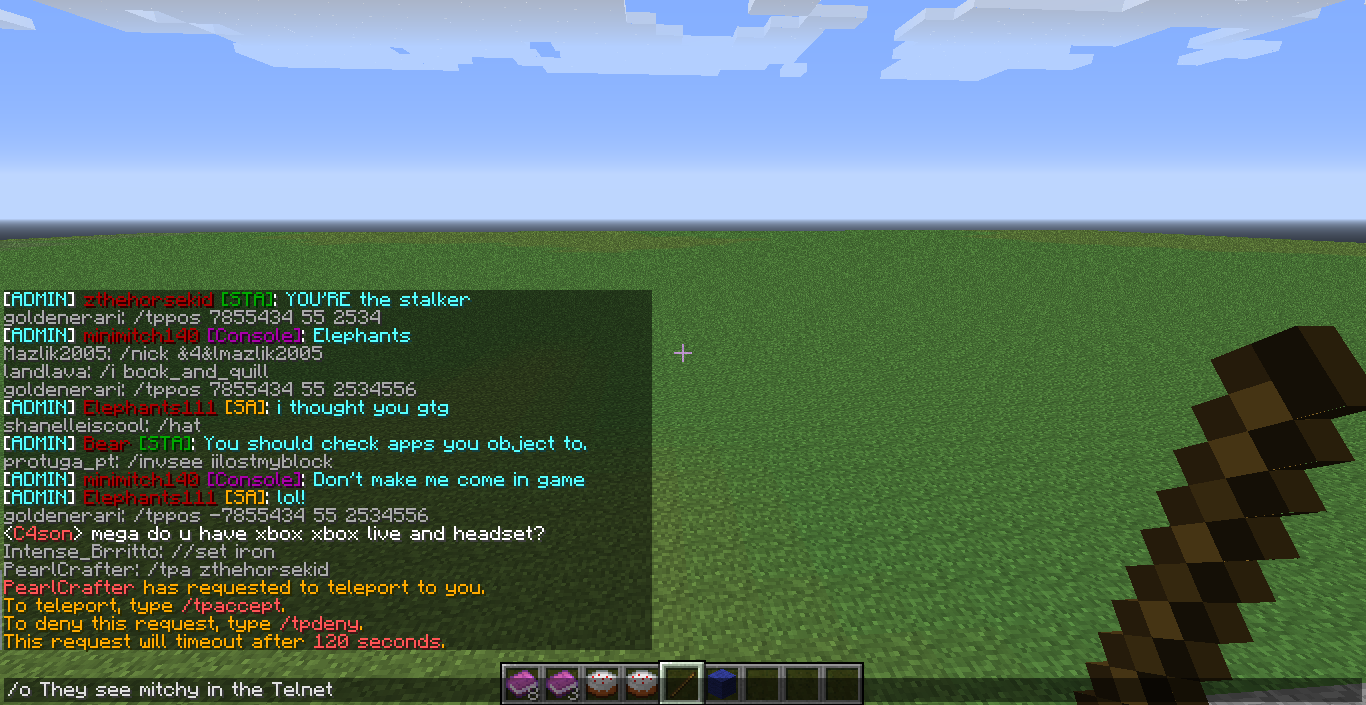 [ADMIN] zthehorsekid [STA]: YOU'RE the stalker
goldenerari: /tppos 7855434 55 2534
[ADMIN] minimitch140 [Console]: Elephants
Mazlik2005: /nick &4&lmazlik2005
landlava: /i book_and_quill
goldenerari: /tppos 7855434 55 2534556
[ADMIN] Elephants111 [SA]: i thought you gtg
shanelleiscool: /hat
[ADMIN] Bear [STA]: You should check apps you object to.
protuga_pt: /invsee iilostmyblock
[ADMIN] minimitch140 [Console]: Don't make me come in game
[ADMIN] Elephants111 [SA]: lol!
goldenerari: /tppos -7855434 55 2534556
<C4son> mega do u have xbox xbox live and headset?
Intense_Brritto: //set iron
PearlCrafter: /tpa zthehorsekid
PearlCrafter has requested to teleport to you.
To teleport, type /tpaccept.
To deny this request, type /tpdeny.
This request will timeout after 120 seconds.
8 3
/o They see mitchy in the Telnet